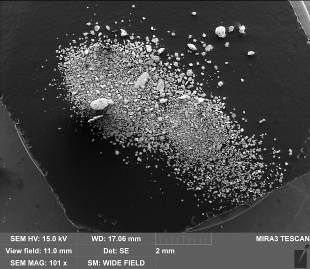 SEM HV: 15.0 kV WD: 17.06 mm MIRA3 TESCAN
View field: 11.0 mm Det: SE 2 mm
SEM MAG: 101 x SM: WIDE FIELD